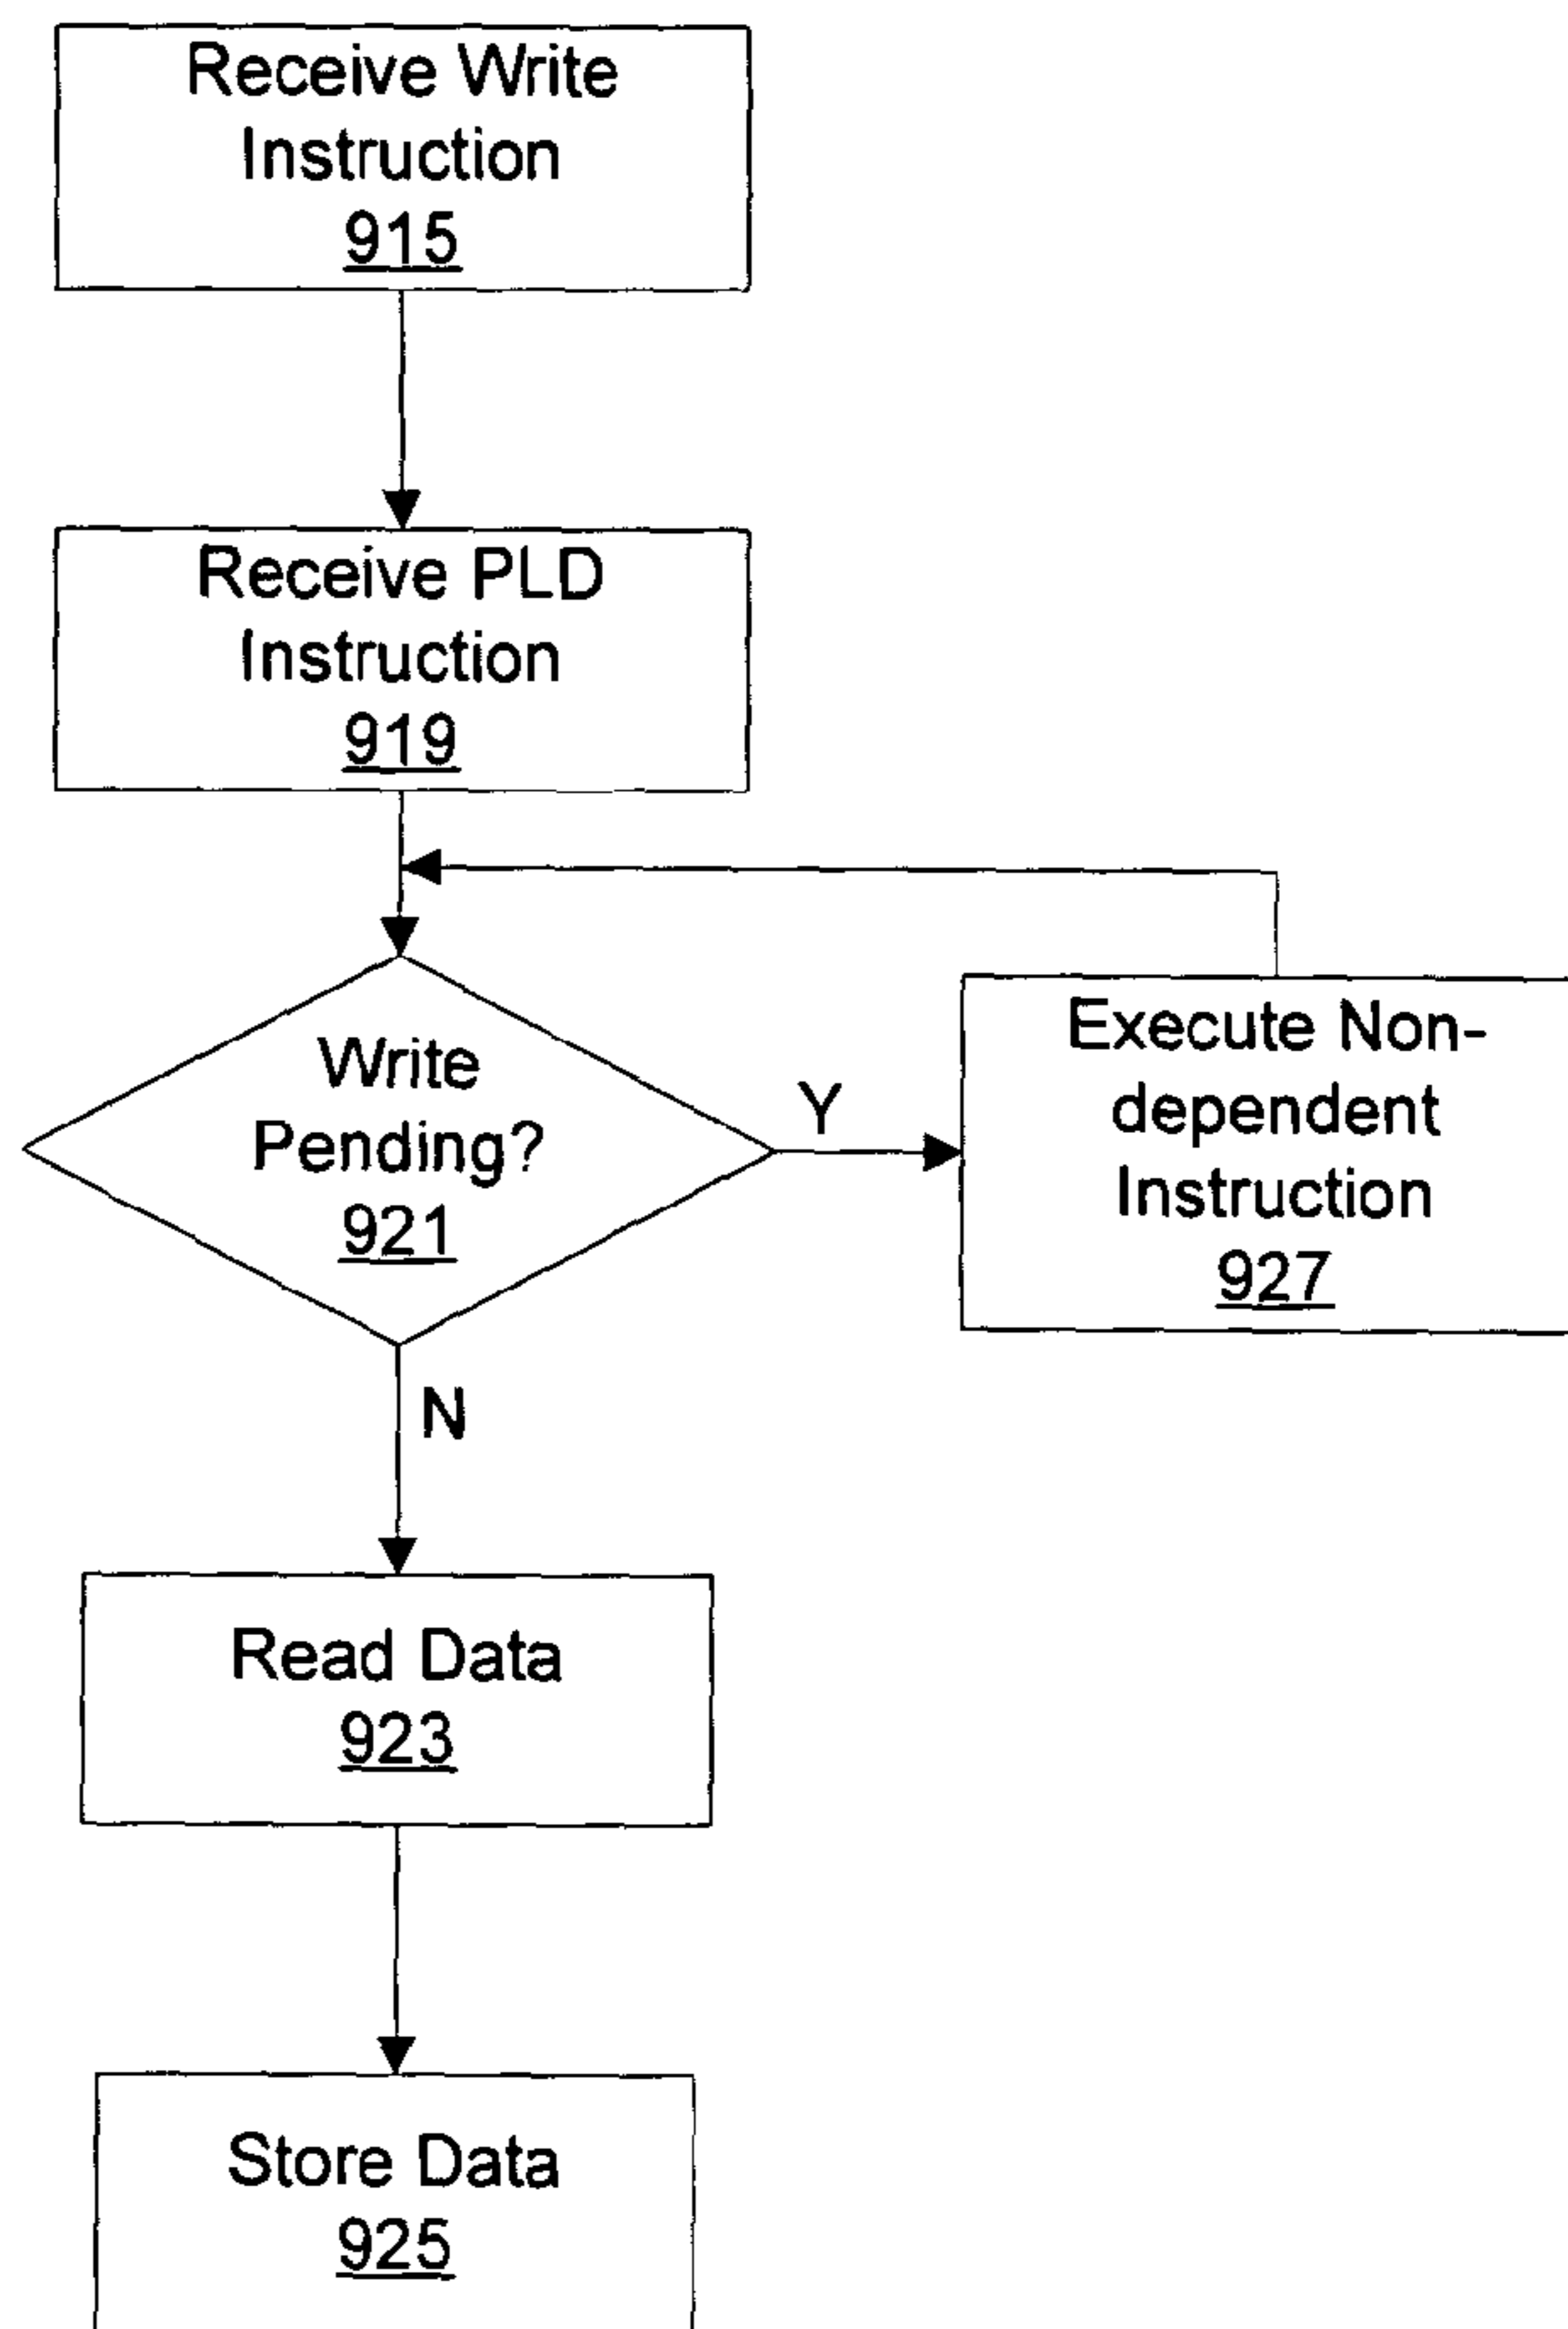 Receive Write
Instruction
915
Receive PLD
Instruction
919
Write
Pending?
921
Y
Execute Non-
dependent
Instruction
927
N
Read Data
923
Store Data
925